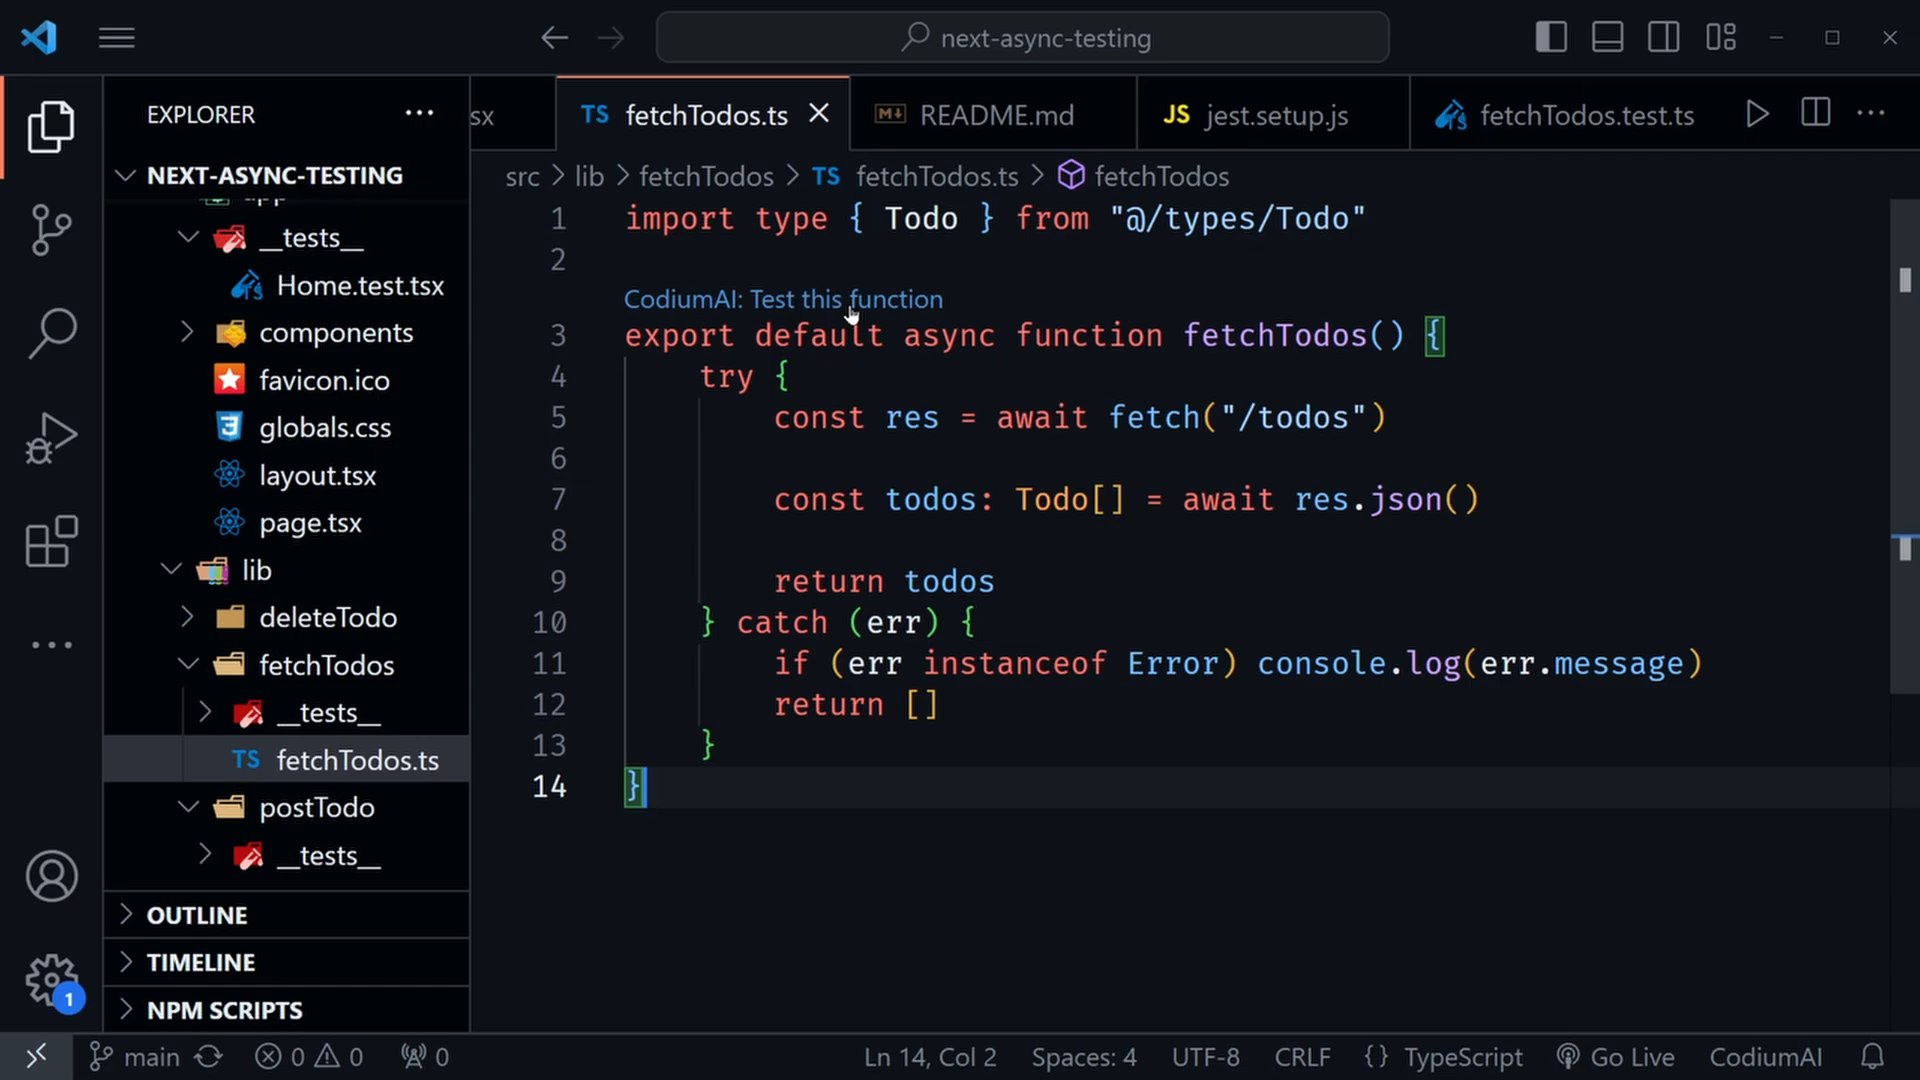 next-async-testing
EXPLORER
sx
TS fetchTodos.ts
README.md
JS jest.setup.js
fetchTodos.test.ts
src > lib > fetchTodos > TS fetchTodos.ts > fetchTodos
NEXT-ASYNC-TESTING
app
__tests__
Home.test.tsx
components
favicon.ico
globals.css
layout.tsx
page.tsx
lib
deleteTodo
fetchTodos
__tests__
TS fetchTodos.ts
postTodo
__tests__
OUTLINE
TIMELINE
NPM SCRIPTS
1
1 import type { Todo } from "@/types/Todo"
2
CodiumAI: Test this function
3 export default async function fetchTodos() {
4 try {
5 const res = await fetch("/todos")
6
7 const todos: Todo[] = await res.json()
8
9 return todos
10 } catch (err) {
11 if (err instanceof Error) console.log(err.message)
12 return []
13 }
14 }
main 0 0 0 Ln 14, Col 2 Spaces: 4 UTF-8 CRLF {} TypeScript Go Live CodiumAI